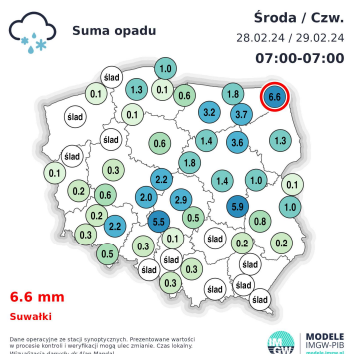 Suma opadu
Środa / Czw.
28.02.24 / 29.02.24
07:00-07:00
1.0
ślad
0.1
1.3
0.1
0.6
1.8
6.6
ślad
0.1
3.2
3.7
0.6
1.4
3.6
1.3
ślad
1.8
0.1
0.3
2.2
1.4
1.0
0.1
0.2
0.6
2.0
2.9
5.9
1.0
0.2
2.2
5.5
0.5
0.8
0.3
0.1
ślad
0.2
0.2
0.5
0.3
ślad
ślad
ślad
0.3
0.3
ślad
ślad
ślad
6.6 mm
Suwałki
Dane operacyjne ze stacji synoptycznych. Prezentowane wartości
w procesie kontroli i weryfikacji mogą ulec zmianie. Czas lokalny.
IM
GW
MODELE
IMGW-PIB